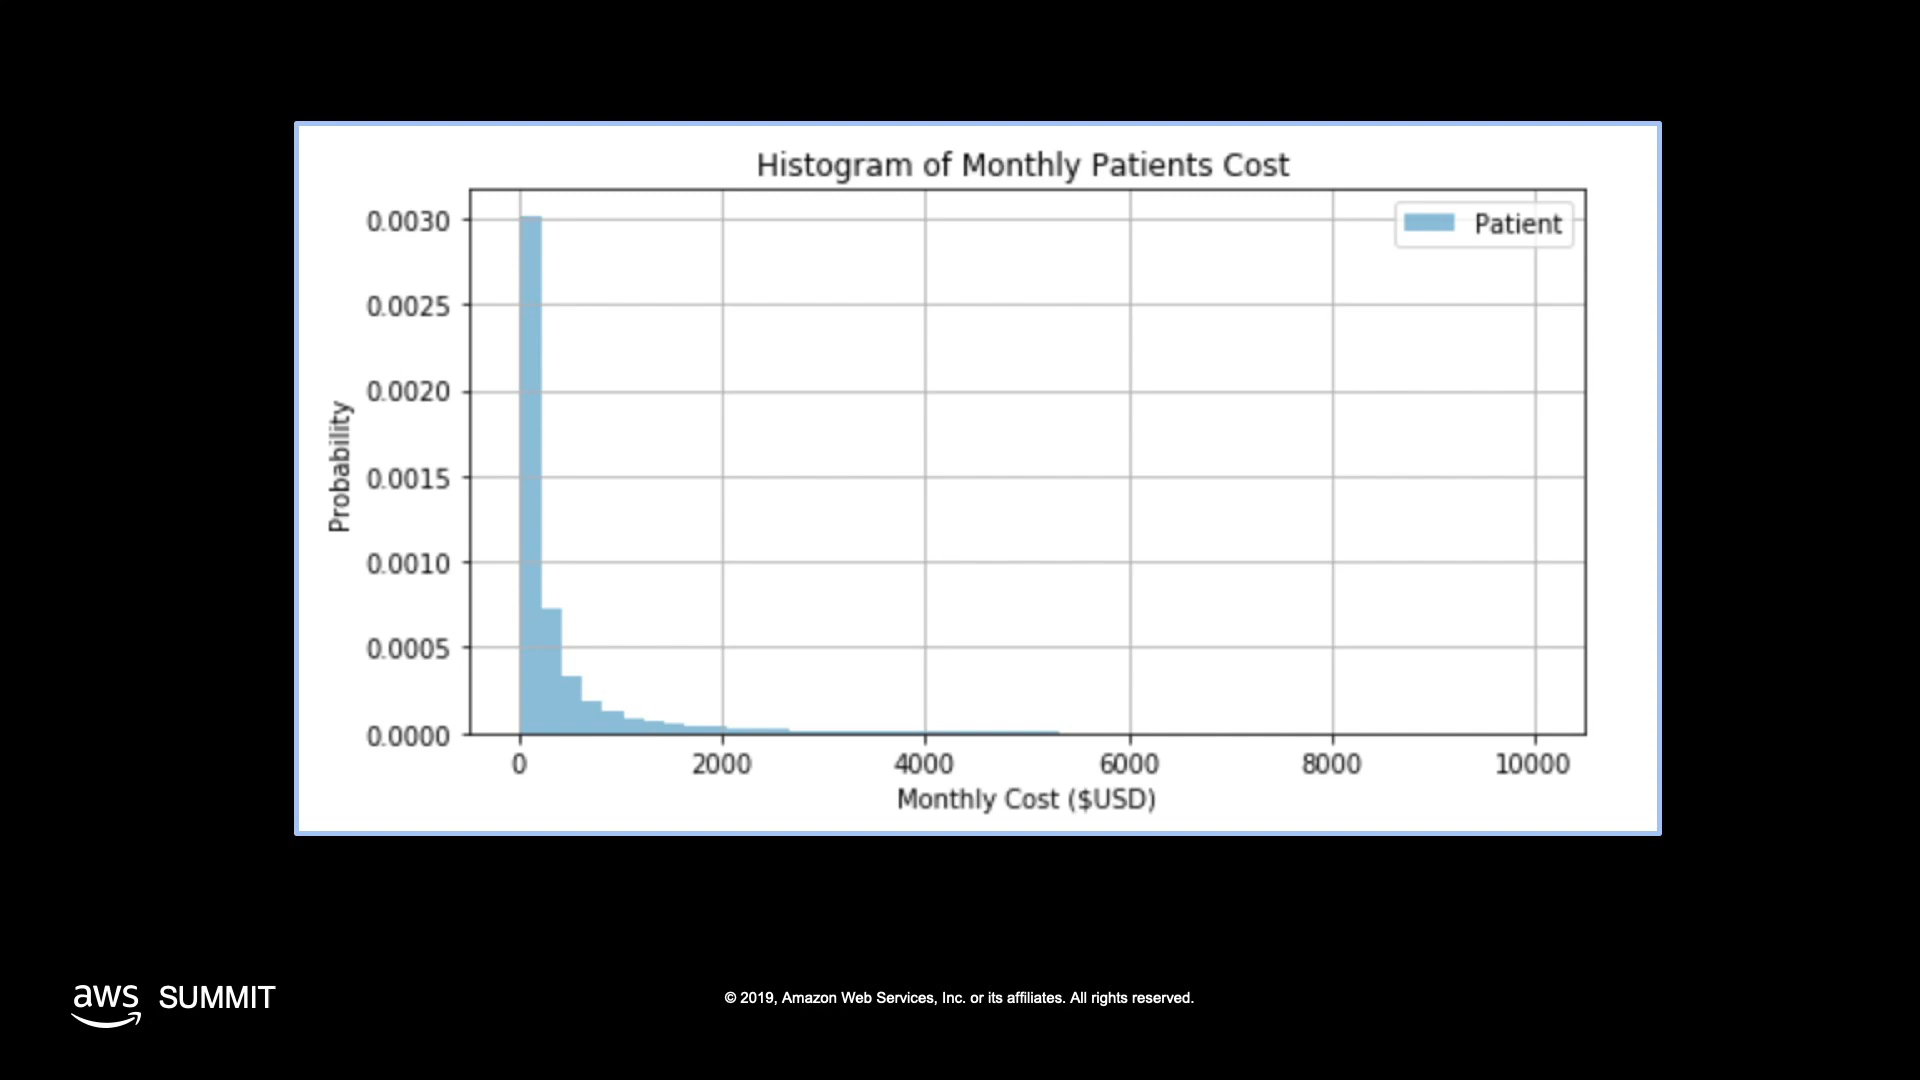 Histogram of Monthly Patients Cost
Patient
0.0030
0.0025
0.0020
0.0015
0.0010
0.0005
0.0000
Probability
0 2000 4000 6000 8000 10000
Monthly Cost ($USD)
aws SUMMIT
© 2019, Amazon Web Services, Inc. or its affiliates. All rights reserved.